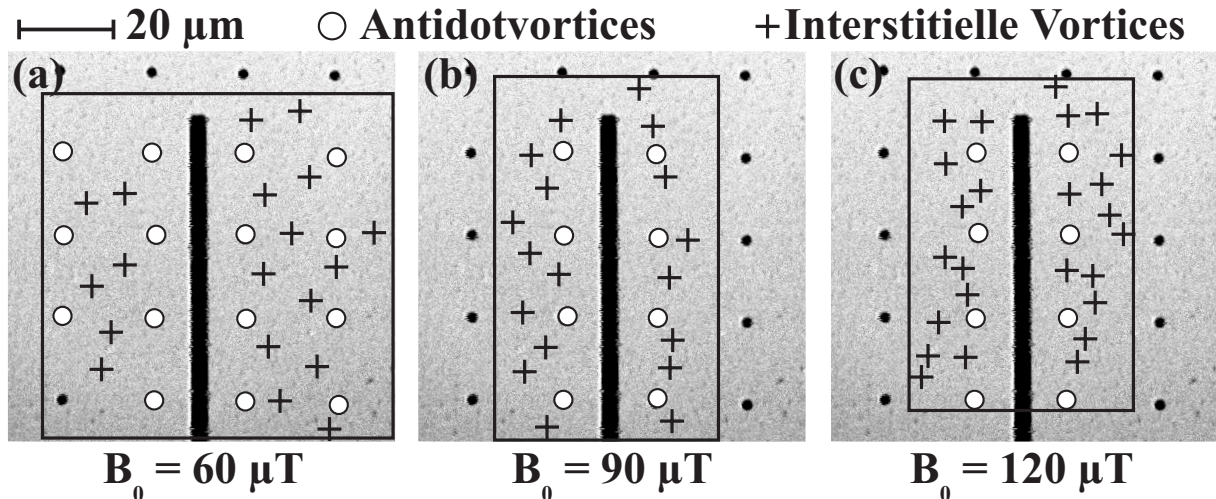 20 µm ○ Antidotvortices + Interstitielle Vortices
(a) (b) (c)
B₀ = 60 µT B₀ = 90 µT B₀ = 120 µT